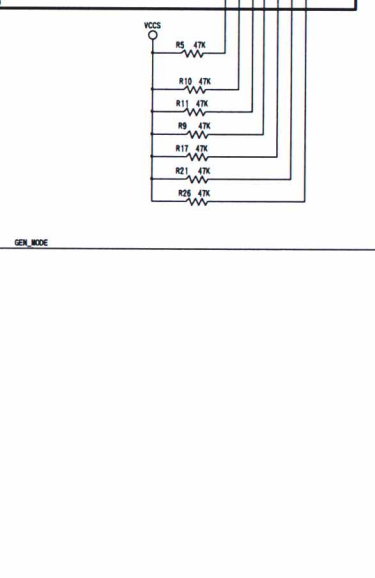 VCCS
R5 47K
R10 47K
R11 47K
R9 47K
R17 47K
R21 47K
R26 47K
GEN_MODE